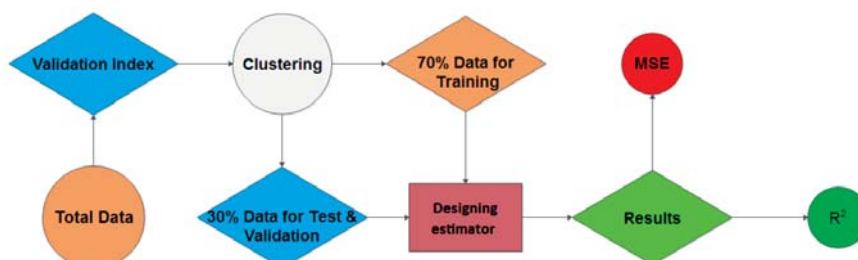 Validation Index
Clustering
70% Data for
Training
MSE
Total Data
30% Data for Test &
Validation
Designing
estimator
Results
R²